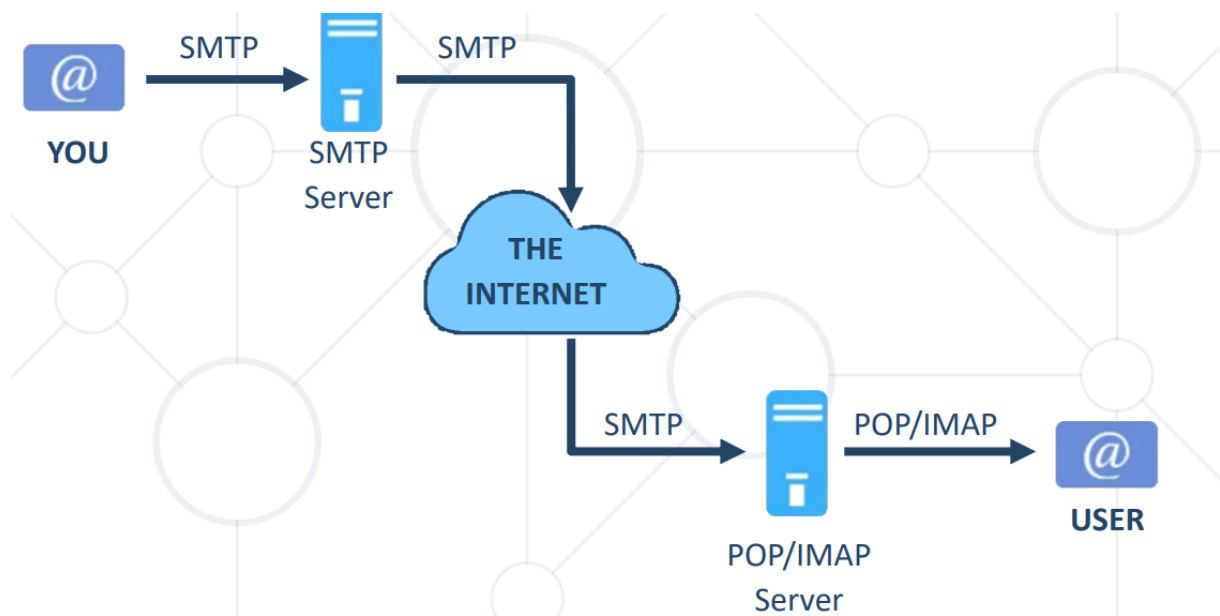 SMTP
SMTP
@
YOU
SMTP
Server
THE
INTERNET
SMTP
POP/IMAP
@
USER
POP/IMAP
Server